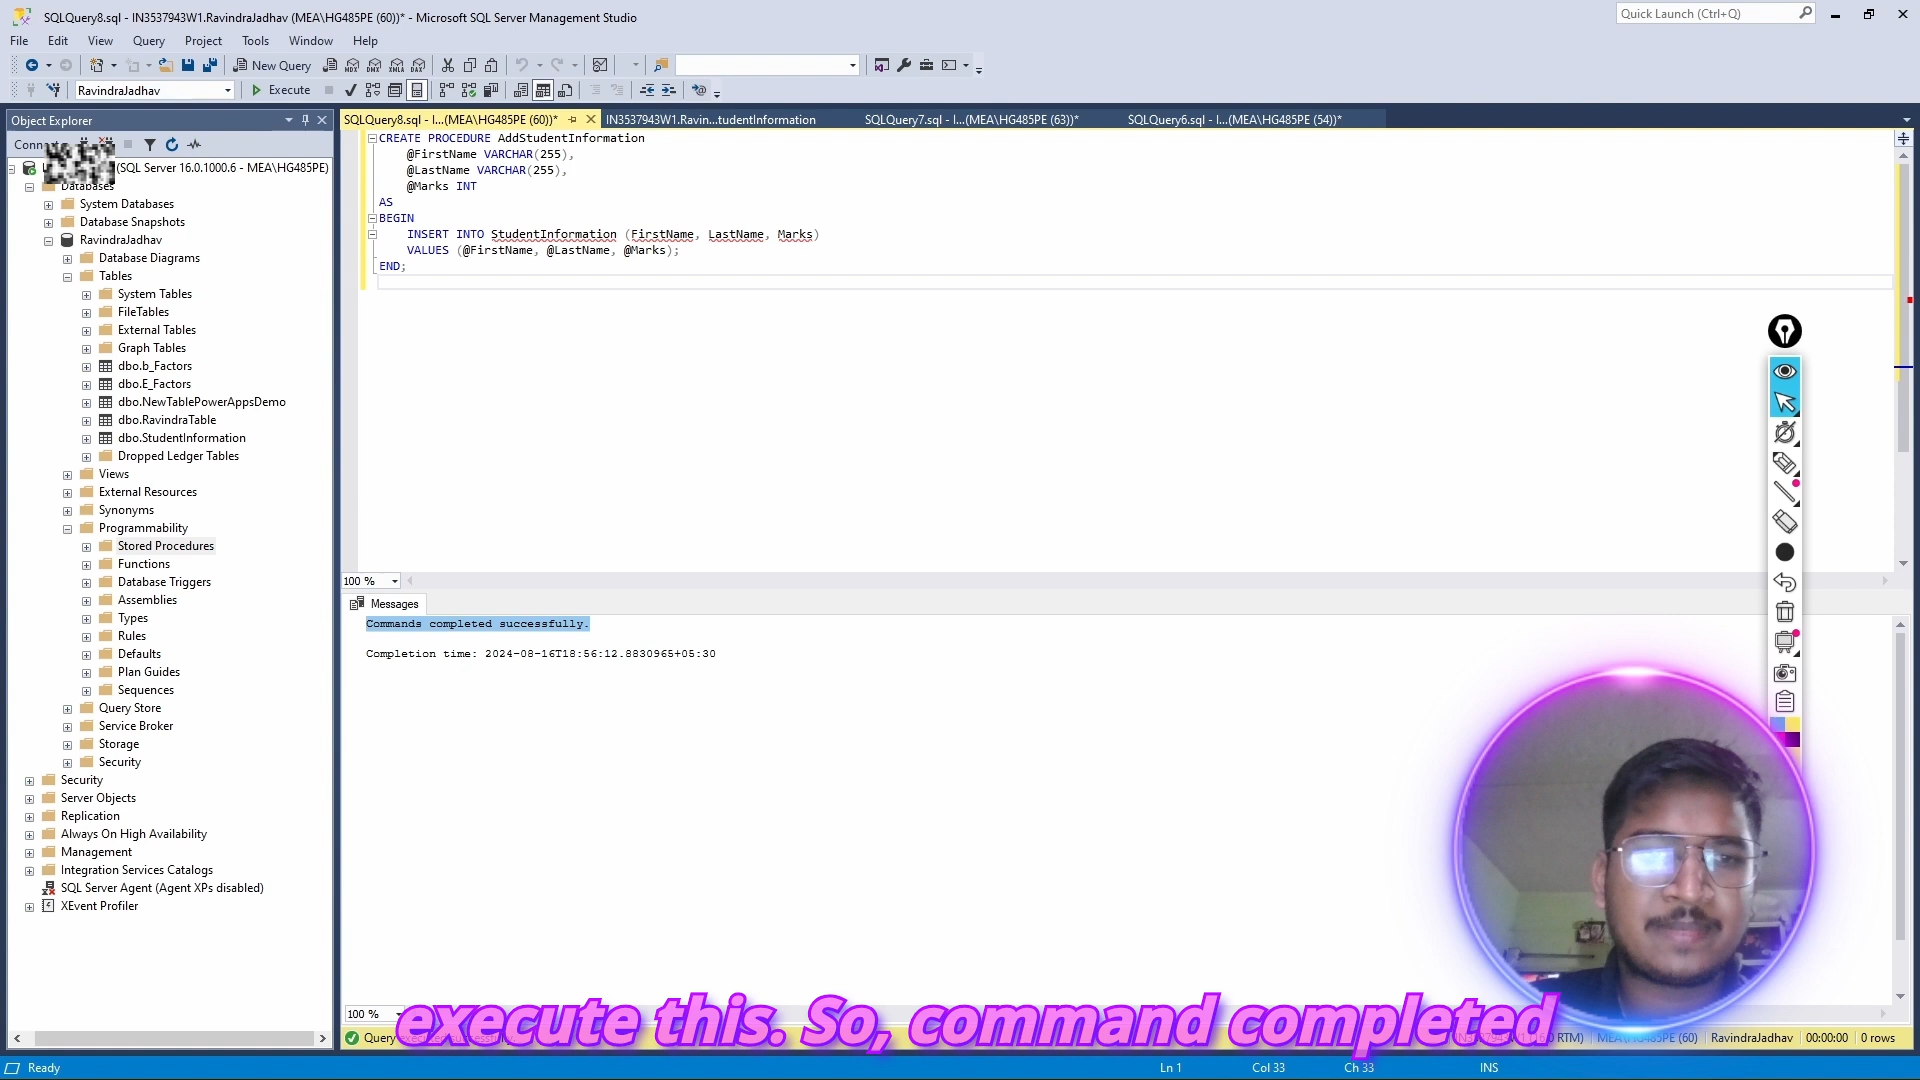 SQLQuery8.sql - IN3537943W1.RavindraJadhav (MEA\HG485PE (60))* - Microsoft SQL Server Management Studio
Quick Launch (Ctrl+Q)
File Edit View Query Project Tools Window Help
New Query
RavindraJadhav Execute
Object Explorer
SQLQuery8.sql - I...(MEA\HG485PE (60))* IN3537943W1.Ravin...tudentInformation SQLQuery7.sql - I...(MEA\HG485PE (63))* SQLQuery6.sql - I...(MEA\HG485PE (54))*
(SQL Server 16.0.1000.6 - MEA\HG485PE)
Databases
System Databases
Database Snapshots
RavindraJadhav
Database Diagrams
Tables
System Tables
FileTables
External Tables
Graph Tables
dbo.b_Factors
dbo.E_Factors
dbo.NewTablePowerAppsDemo
dbo.RavindraTable
dbo.StudentInformation
Dropped Ledger Tables
Views
External Resources
Synonyms
Programmability
Stored Procedures
Functions
Database Triggers
Assemblies
Types
Rules
Defaults
Plan Guides
Sequences
Query Store
Service Broker
Storage
Security
Security
Server Objects
Replication
Always On High Availability
Management
Integration Services Catalogs
SQL Server Agent (Agent XPs disabled)
XEvent Profiler
CREATE PROCEDURE AddStudentInformation
@FirstName VARCHAR(255),
@LastName VARCHAR(255),
@Marks INT
AS
BEGIN
INSERT INTO StudentInformation (FirstName, LastName, Marks)
VALUES (@FirstName, @LastName, @Marks);
END;
100 %
Messages
Commands completed successfully.
Completion time: 2024-08-16T18:56:12.8830965+05:30
100 %
execute this. So, command completed
Query MEA\HG485PE (60) RavindraJadhav 00:00:00 0 rows
Ready Ln 1 Col 33 Ch 33 INS